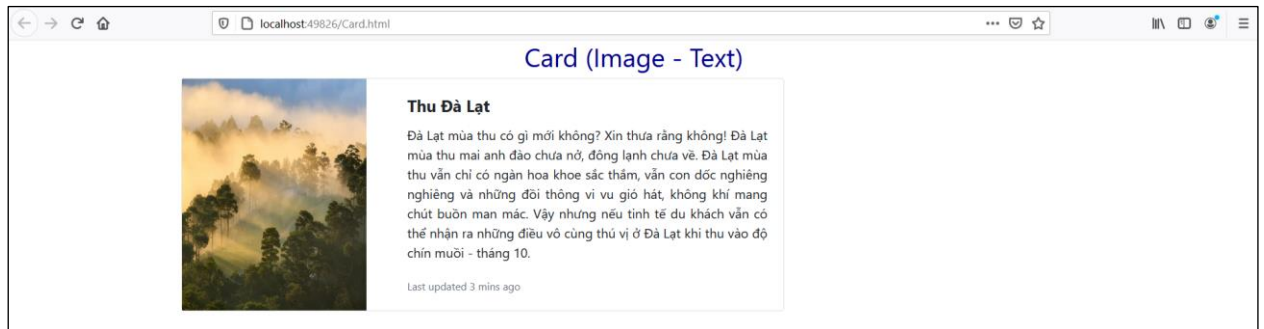 localhost:49826/Card.html
Card (Image - Text)
Thu Đà Lạt
Đà Lạt mùa thu có gì mới không? Xin thưa rằng không! Đà Lạt
mùa thu mai anh đào chưa nở, đông lạnh chưa về. Đà Lạt mùa
thu vẫn chỉ có ngàn hoa khoe sắc thắm, vẫn con dốc nghiêng
nghiêng và những đồi thông vi vu gió hát, không khí mang
chút buồn man mác. Vậy nhưng nếu tinh tế du khách vẫn có
thể nhận ra những điều vô cùng thú vị ở Đà Lạt khi thu vào độ
chín muồi - tháng 10.
Last updated 3 mins ago